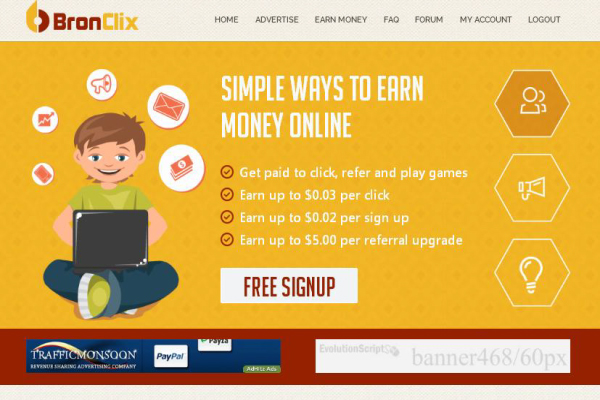 BronClix
HOME ADVERTISE EARN MONEY FAQ FORUM MY ACCOUNT LOGOUT
SIMPLE WAYS TO EARN
MONEY ONLINE
Get paid to click, refer and play games
Earn up to $0.03 per click
Earn up to $0.02 per sign up
Earn up to $5.00 per referral upgrade
FREE SIGNUP
TRAFFICMONSOON
REVENUE SHARING ADVERTISING COMPANY
PayPal
Payza
EvolutionScript
banner468/60px